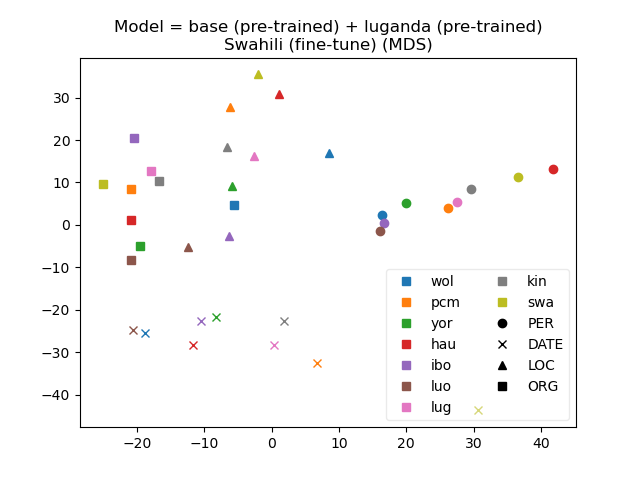 Model = base (pre-trained) + luganda (pre-trained)
Swahili (fine-tune) (MDS)
30
20
10
0
−10
−20
−30
−40
−20
−10
0
10
20
30
40
wol
pcm
yor
hau
ibo
luo
lug
kin
swa
PER
DATE
LOC
ORG